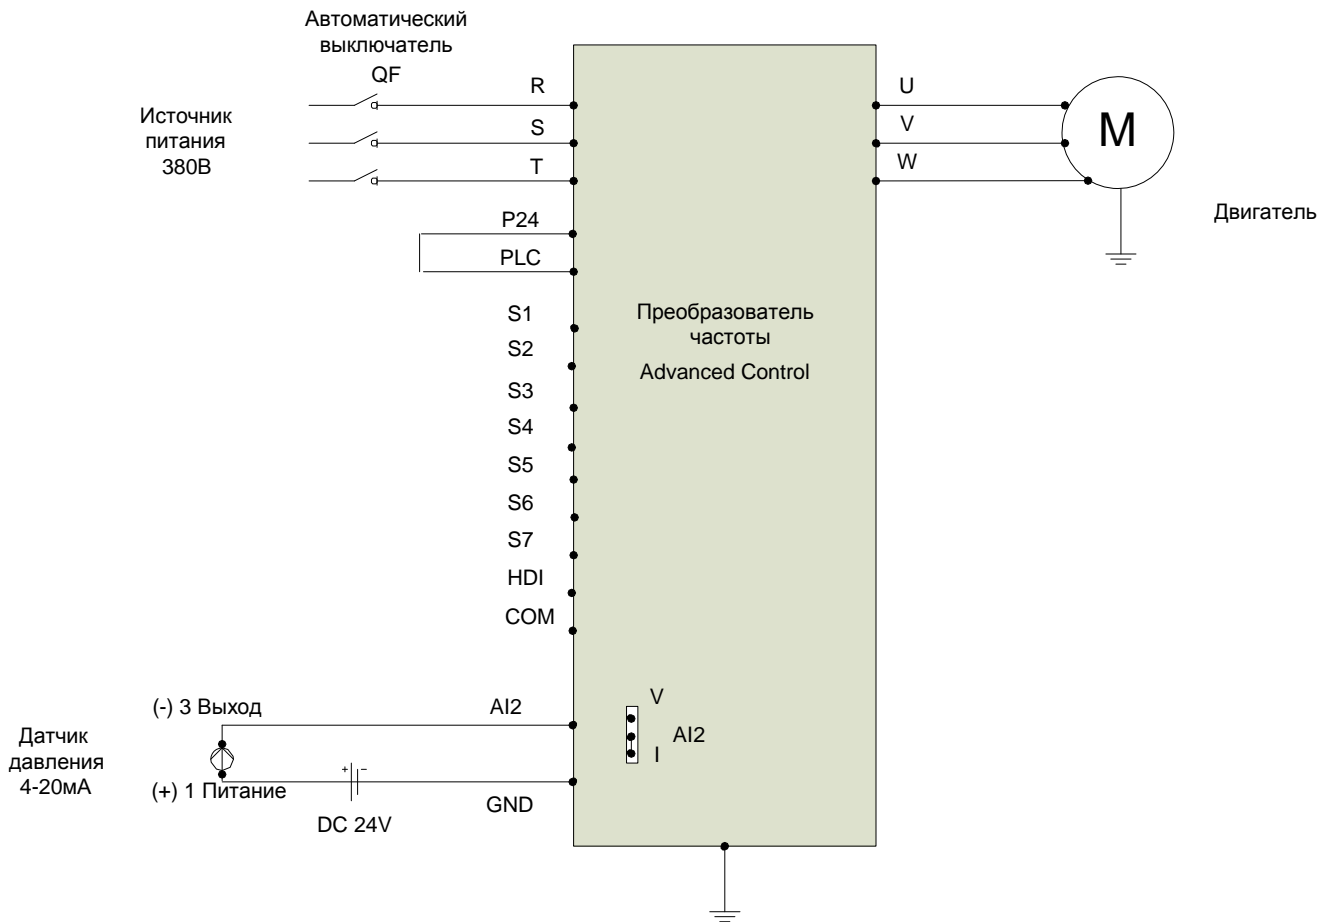 Автоматический
выключатель
QF
Источник
питания
380В
R
S
T
U
V
W
M
Двигатель
P24
PLC
S1
S2
S3
S4
S5
S6
S7
HDI
COM
Преобразователь
частоты
Advanced Control
Датчик
давления
4-20мА
(-) 3 Выход
AI2
(+) 1 Питание
+
-
DC 24V
GND
V
AI2
I